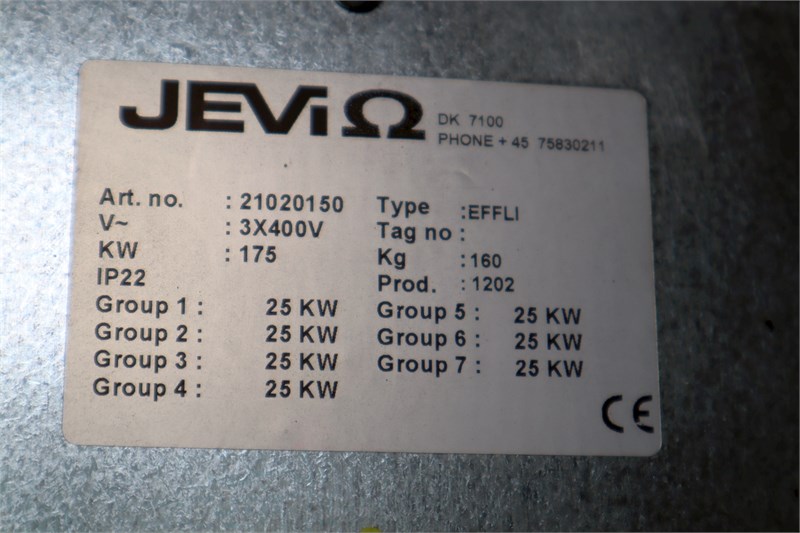 JEVi Ω
DK 7100
PHONE + 45 75830211
Art. no. : 21020150
V~ : 3X400V
KW : 175
IP22
Type :EFFLI
Tag no :
Kg :160
Prod. :1202
Group 1 : 25 KW
Group 2 : 25 KW
Group 3 : 25 KW
Group 4 : 25 KW
Group 5 : 25 KW
Group 6 : 25 KW
Group 7 : 25 KW
CE